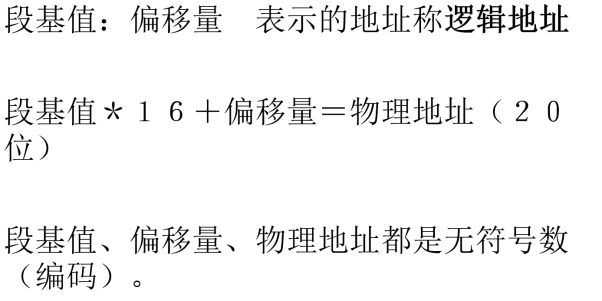 段基值：偏移量　表示的地址称逻辑地址
段基值＊１６＋偏移量＝物理地址（２０
位）
段基值、偏移量、物理地址都是无符号数
（编码）。